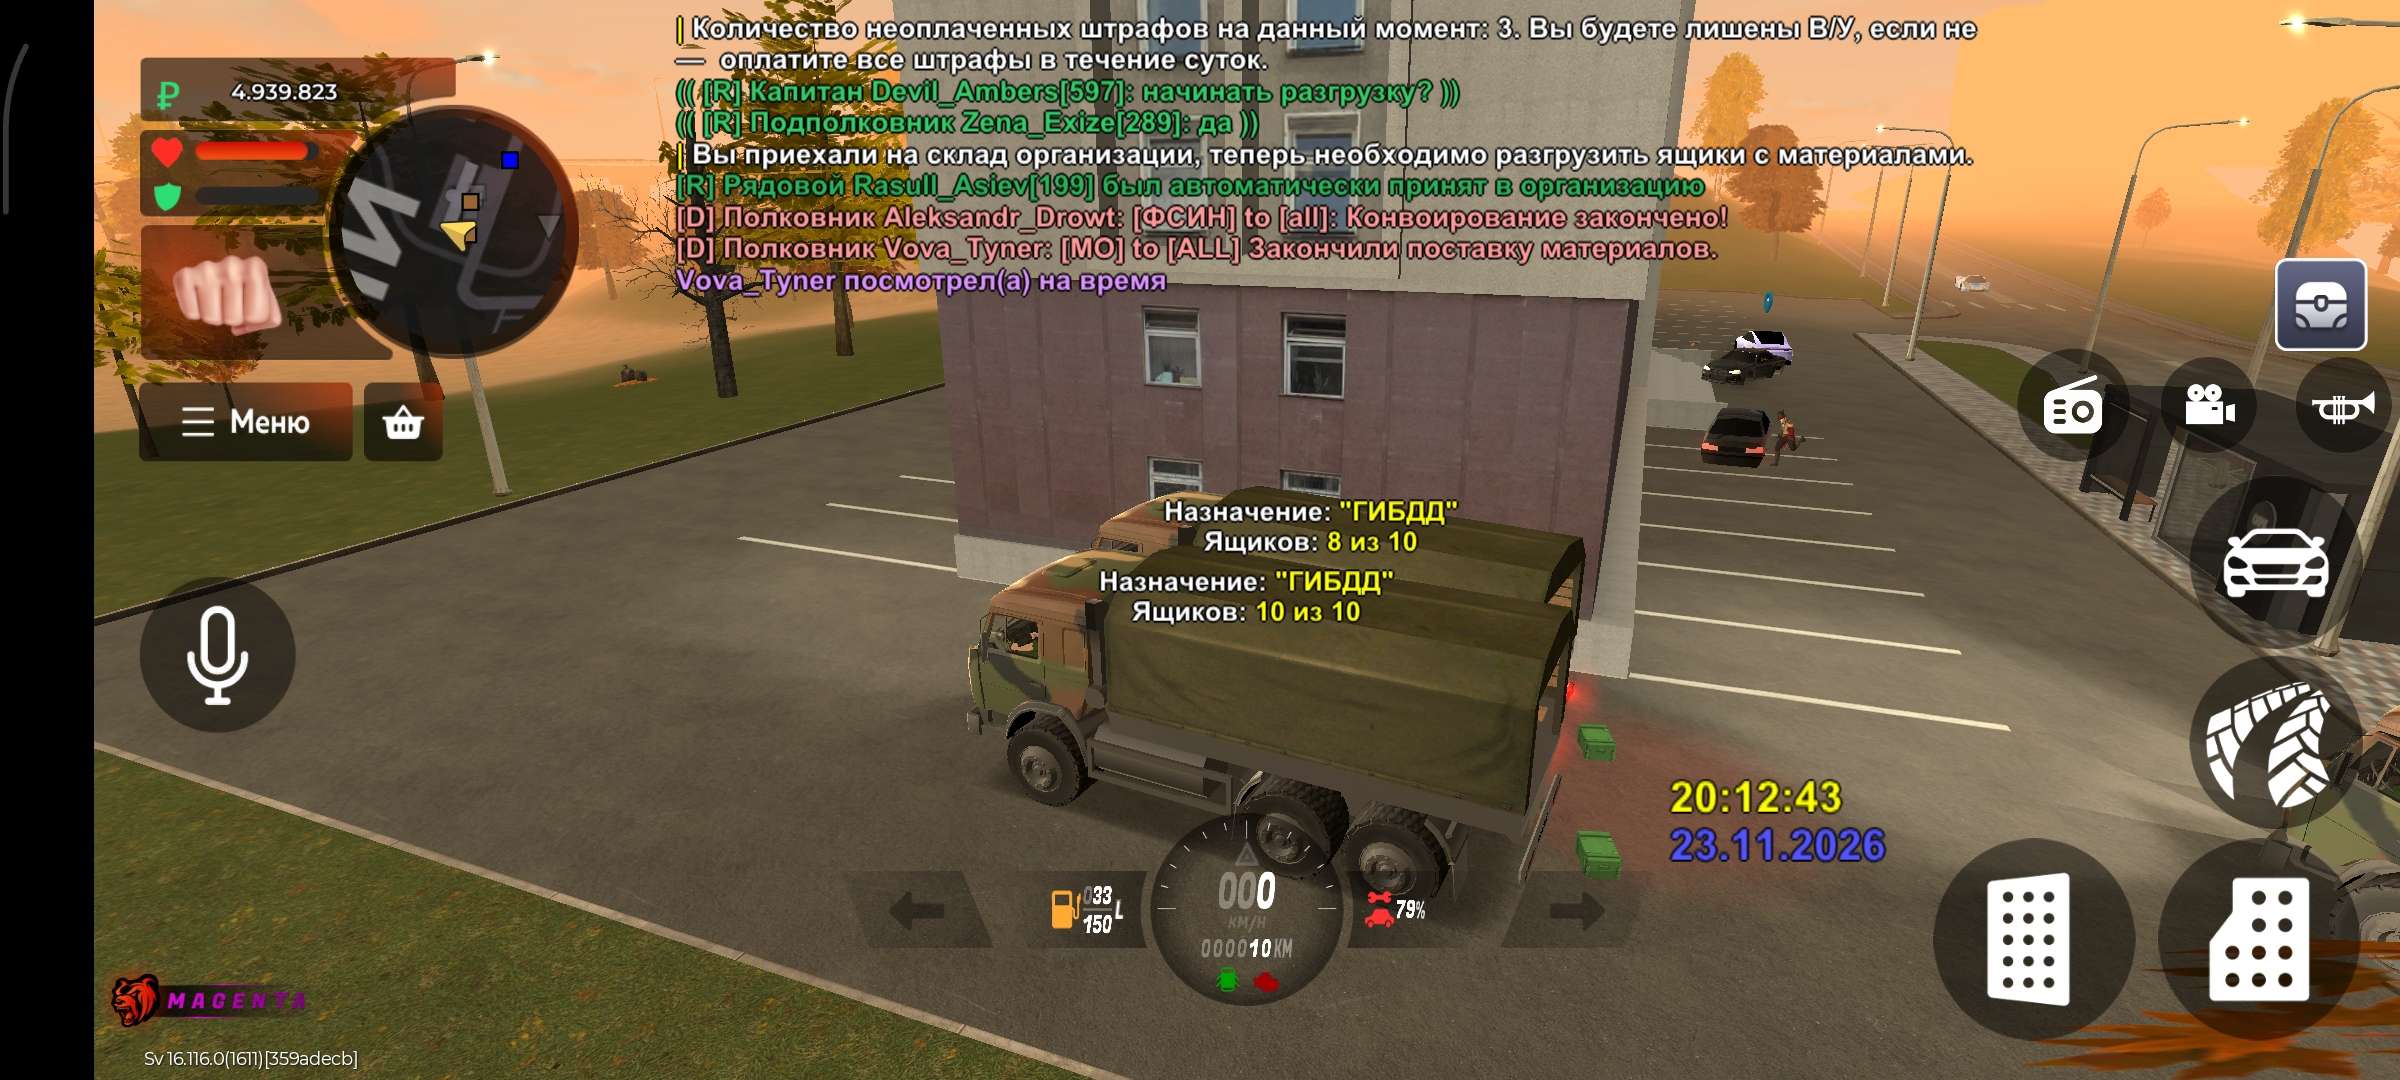 | Количество неоплаченных штрафов на данный момент: 3. Вы будете лишены В/У, если не
— оплатите все штрафы в течение суток.
(( [R] Капитан Devil_Ambers[597]: начинать разгрузку? ))
(( [R] Подполковник Zena_Exize[289]: да ))
| Вы приехали на склад организации, теперь необходимо разгрузить ящики с материалами.
[R] Рядовой Rasull_Asiev[199] был автоматически принят в организацию
[D] Полковник Aleksandr_Drowt: [ФСИН] to [all]: Конвоирование закончено!
[D] Полковник Vova_Tyner: [МО] to [ALL] Закончили поставку материалов.
Vova_Tyner посмотрел(а) на время
₽ 4.939.823
И
Меню
Назначение: "ГИБДД"
Ящиков: 8 из 10
Назначение: "ГИБДД"
Ящиков: 10 из 10
20:12:43
23.11.2026
033
150 L
000
КМ/Н
000010КМ
79%
MAGENTA
Sv 16.116.0(1611)[359adecb]